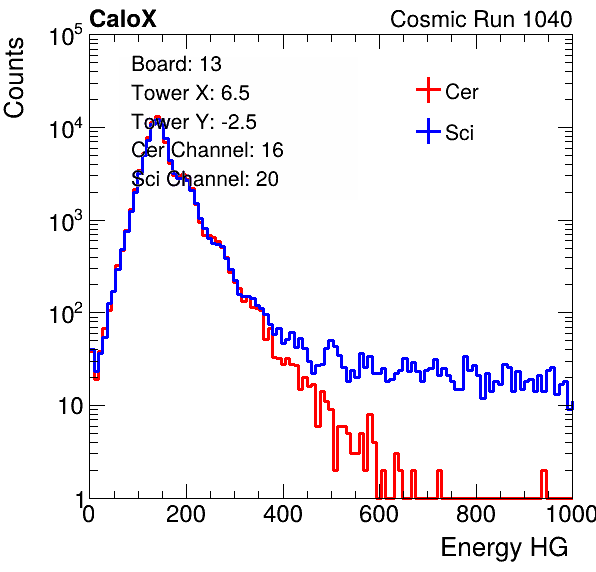 CaloX Cosmic Run 1040
10^5
10^4
10^3
10^2
10
1
Counts
Board: 13
Tower X: 6.5
Tower Y: -2.5
Cer Channel: 16
Sci Channel: 20
Cer
Sci
0 200 400 600 800 1000
Energy HG